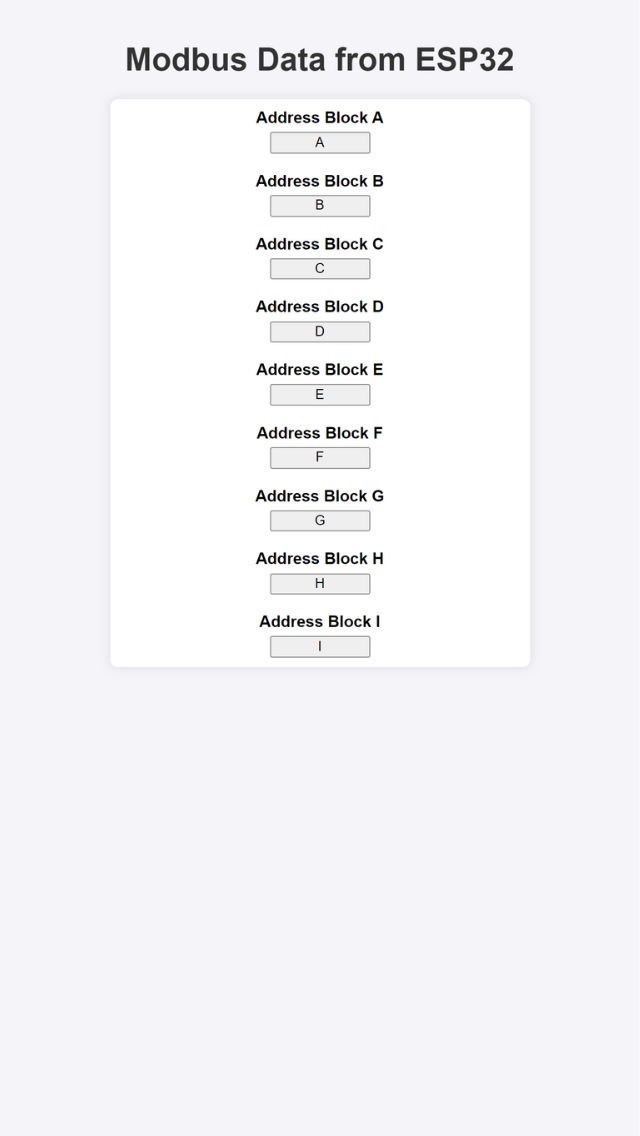 Modbus Data from ESP32
Address Block A
A
Address Block B
B
Address Block C
C
Address Block D
D
Address Block E
E
Address Block F
F
Address Block G
G
Address Block H
H
Address Block I
I